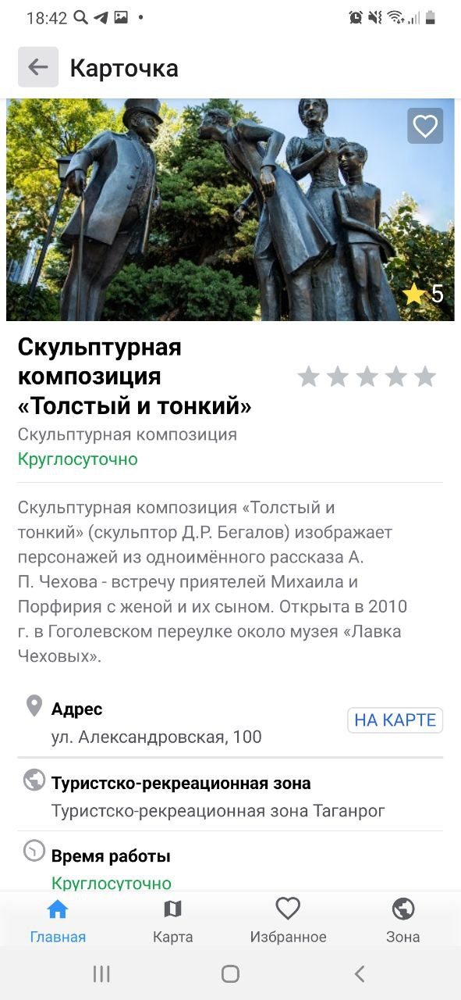 18:42
Карточка
5
Скульптурная
композиция
«Толстый и тонкий»
Скульптурная композиция
Круглосуточно
Скульптурная композиция «Толстый и
тонкий» (скульптор Д.Р. Бегалов) изображает
персонажей из одноимённого рассказа А.
П. Чехова - встречу приятелей Михаила и
Порфирия с женой и их сыном. Открыта в 2010
г. в Гоголевском переулке около музея «Лавка
Чеховых».
Адрес
ул. Александровская, 100
НА КАРТЕ
Туристско-рекреационная зона
Туристско-рекреационная зона Таганрог
Время работы
Круглосуточно
Главная
Карта
Избранное
Зона